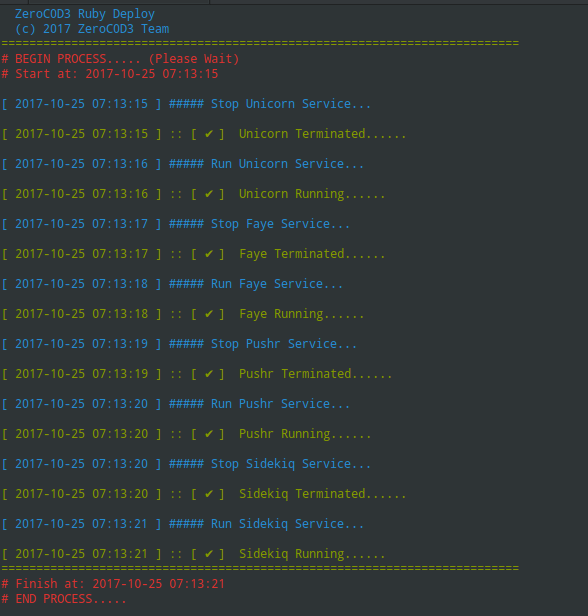 ZeroC0D3 Ruby Deploy
(c) 2017 ZeroC0D3 Team
==========================================================================
# BEGIN PROCESS..... (Please Wait)
# Start at: 2017-10-25 07:13:15
[ 2017-10-25 07:13:15 ] ##### Stop Unicorn Service...
[ 2017-10-25 07:13:15 ] :: [ ✔ ]  Unicorn Terminated......
[ 2017-10-25 07:13:16 ] ##### Run Unicorn Service...
[ 2017-10-25 07:13:16 ] :: [ ✔ ]  Unicorn Running......
[ 2017-10-25 07:13:17 ] ##### Stop Faye Service...
[ 2017-10-25 07:13:17 ] :: [ ✔ ]  Faye Terminated......
[ 2017-10-25 07:13:18 ] ##### Run Faye Service...
[ 2017-10-25 07:13:18 ] :: [ ✔ ]  Faye Running......
[ 2017-10-25 07:13:19 ] ##### Stop Pushr Service...
[ 2017-10-25 07:13:19 ] :: [ ✔ ]  Pushr Terminated......
[ 2017-10-25 07:13:20 ] ##### Run Pushr Service...
[ 2017-10-25 07:13:20 ] :: [ ✔ ]  Pushr Running......
[ 2017-10-25 07:13:20 ] ##### Stop Sidekiq Service...
[ 2017-10-25 07:13:20 ] :: [ ✔ ]  Sidekiq Terminated......
[ 2017-10-25 07:13:21 ] ##### Run Sidekiq Service...
[ 2017-10-25 07:13:21 ] :: [ ✔ ]  Sidekiq Running......
==========================================================================
# Finish at: 2017-10-25 07:13:21
# END PROCESS.....